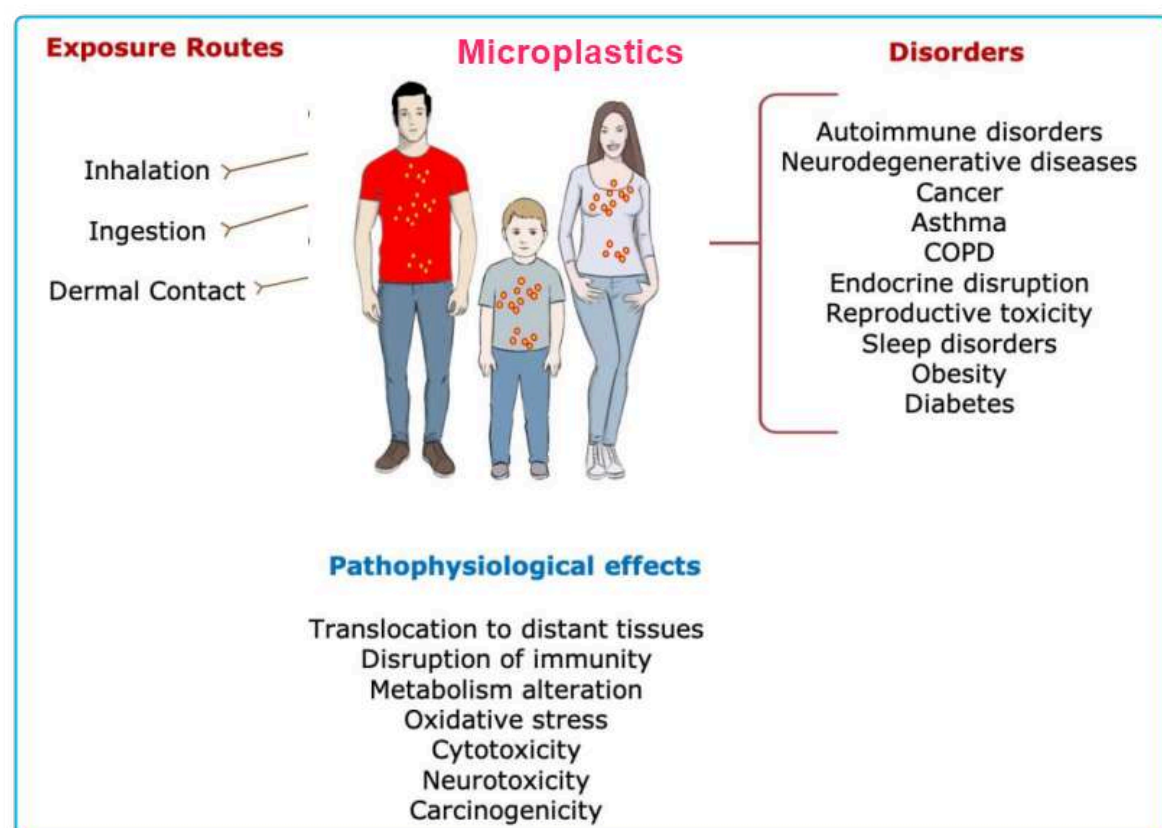 Exposure Routes
Microplastics
Disorders
Inhalation
Ingestion
Dermal Contact
Autoimmune disorders
Neurodegenerative diseases
Cancer
Asthma
COPD
Endocrine disruption
Reproductive toxicity
Sleep disorders
Obesity
Diabetes
Pathophysiological effects
Translocation to distant tissues
Disruption of immunity
Metabolism alteration
Oxidative stress
Cytotoxicity
Neurotoxicity
Carcinogenicity